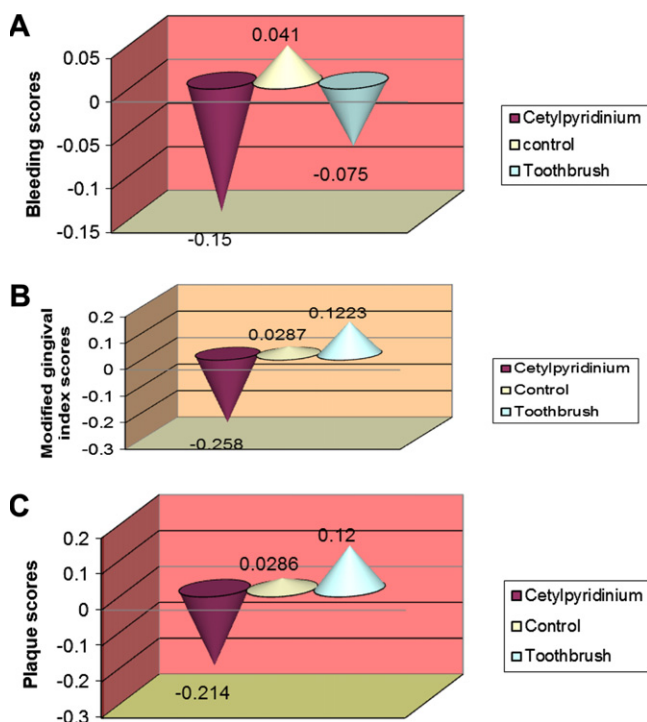 A
Bleeding scores
0.05
0
-0.05
-0.1
-0.15
0.041
-0.075
-0.15
Cetylpyridinium
control
Toothbrush
B
Modified gingival
index scores
0.2
0.1
0
-0.1
-0.2
-0.3
0.1223
0.0287
-0.258
Cetylpyridinium
Control
Toothbrush
C
Plaque scores
0.2
0.1
0
-0.1
-0.2
-0.3
0.12
0.0286
-0.214
Cetylpyridinium
Control
Toothbrush